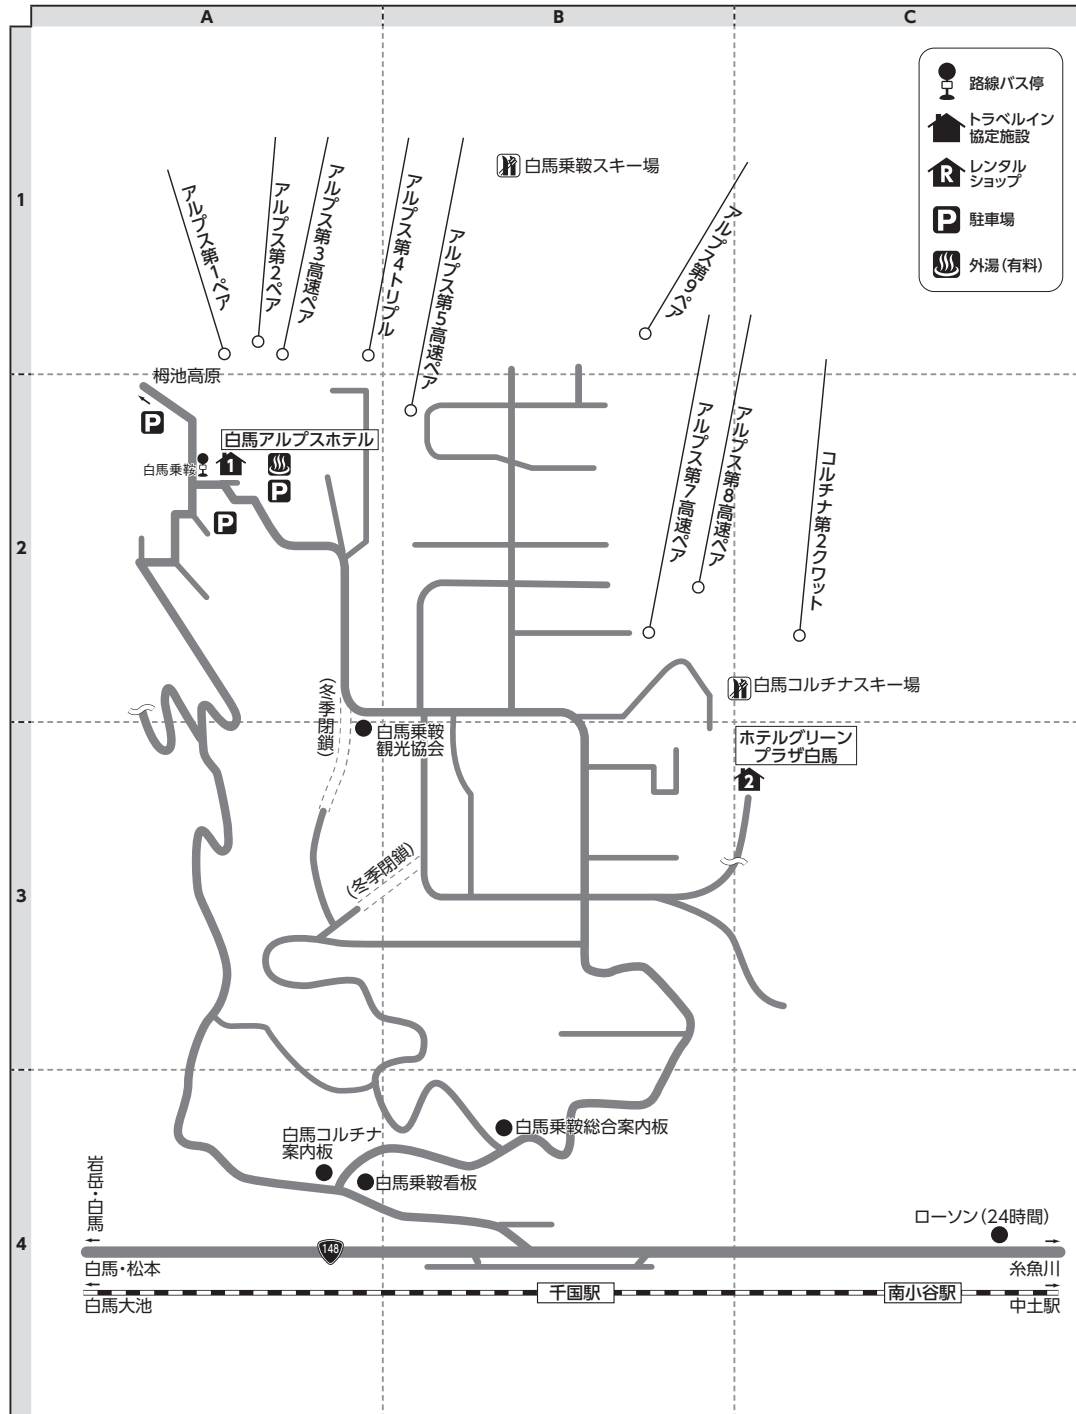 A
B
C
1
2
3
4
路線バス停
トラベルイン
協定施設
R
レンタル
ショップ
P
駐車場
外湯(有料)
白馬乗鞍スキー場
アルプス第1ペア
アルプス第2ペア
アルプス第3高速ペア
アルプス第4トリプル
アルプス第5高速ペア
アルプス第9ペア
アルプス第7高速ペア
アルプス第8高速ペア
コルチナ第2クワット
栂池高原
P
白馬アルプスホテル
白馬乗鞍
1
P
P
(冬季閉鎖)
白馬コルチナスキー場
白馬乗鞍
観光協会
ホテルグリーン
プラザ白馬
2
(冬季閉鎖)
白馬乗鞍総合案内板
白馬コルチナ
案内板
白馬乗鞍看板
岩岳・白馬
←
148
ローソン(24時間)
→
白馬・松本
糸魚川
←
白馬大池
千国駅
南小谷駅
→
中土駅